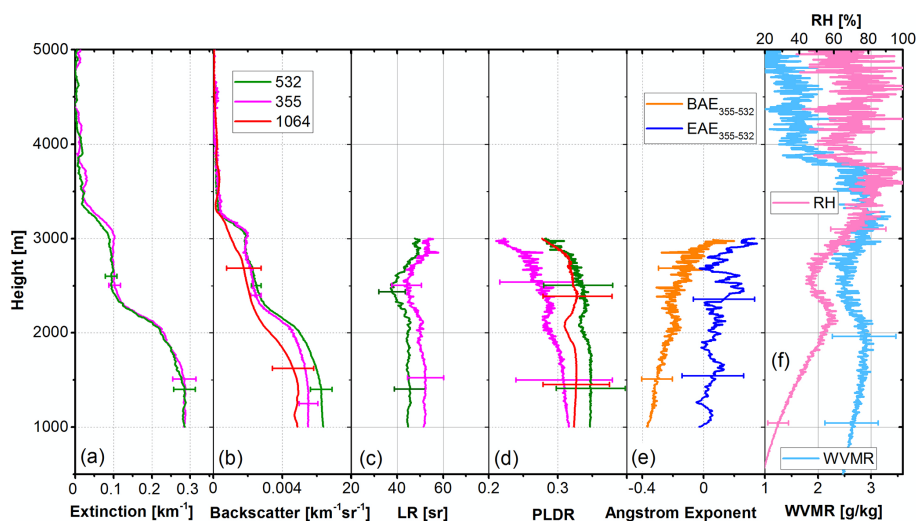 RH [%]
20 40 60 80 100
5000
4000
3000
2000
1000
Height [m]
532
355
1064
BAE355-532
EAE355-532
RH
WVMR
(a) (b) (c) (d) (e) (f)
0 0.1 0.2 0.3 0 0.004 20 40 60 0.2 0.3 -0.4 0 1 2 3
Extinction [km-1] Backscatter [km-1sr-1] LR [sr] PLDR Angstrom Exponent WVMR [g/kg]